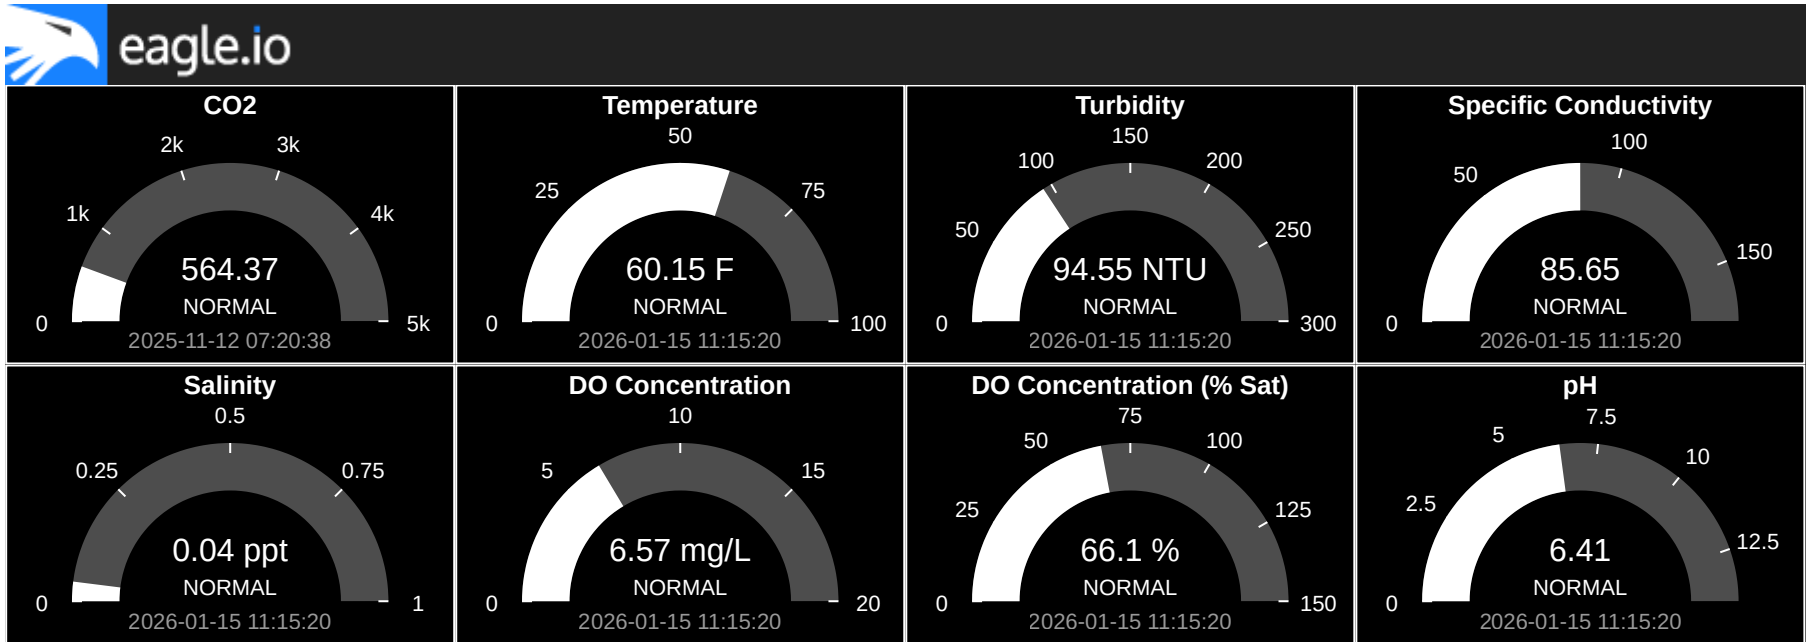 eagle.io
CO2
0
1k
2k
3k
4k
5k
564.37
NORMAL
2025-11-12 07:20:38
Temperature
0
25
50
75
100
60.15 F
NORMAL
2026-01-15 11:15:20
Turbidity
0
50
100
150
200
250
300
94.55 NTU
NORMAL
2026-01-15 11:15:20
Specific Conductivity
0
50
100
150
85.65
NORMAL
2026-01-15 11:15:20
Salinity
0
0.25
0.5
0.75
1
0.04 ppt
NORMAL
2026-01-15 11:15:20
DO Concentration
0
5
10
15
20
6.57 mg/L
NORMAL
2026-01-15 11:15:20
DO Concentration (% Sat)
0
25
50
75
100
125
150
66.1 %
NORMAL
2026-01-15 11:15:20
pH
0
2.5
5
7.5
10
12.5
6.41
NORMAL
2026-01-15 11:15:20